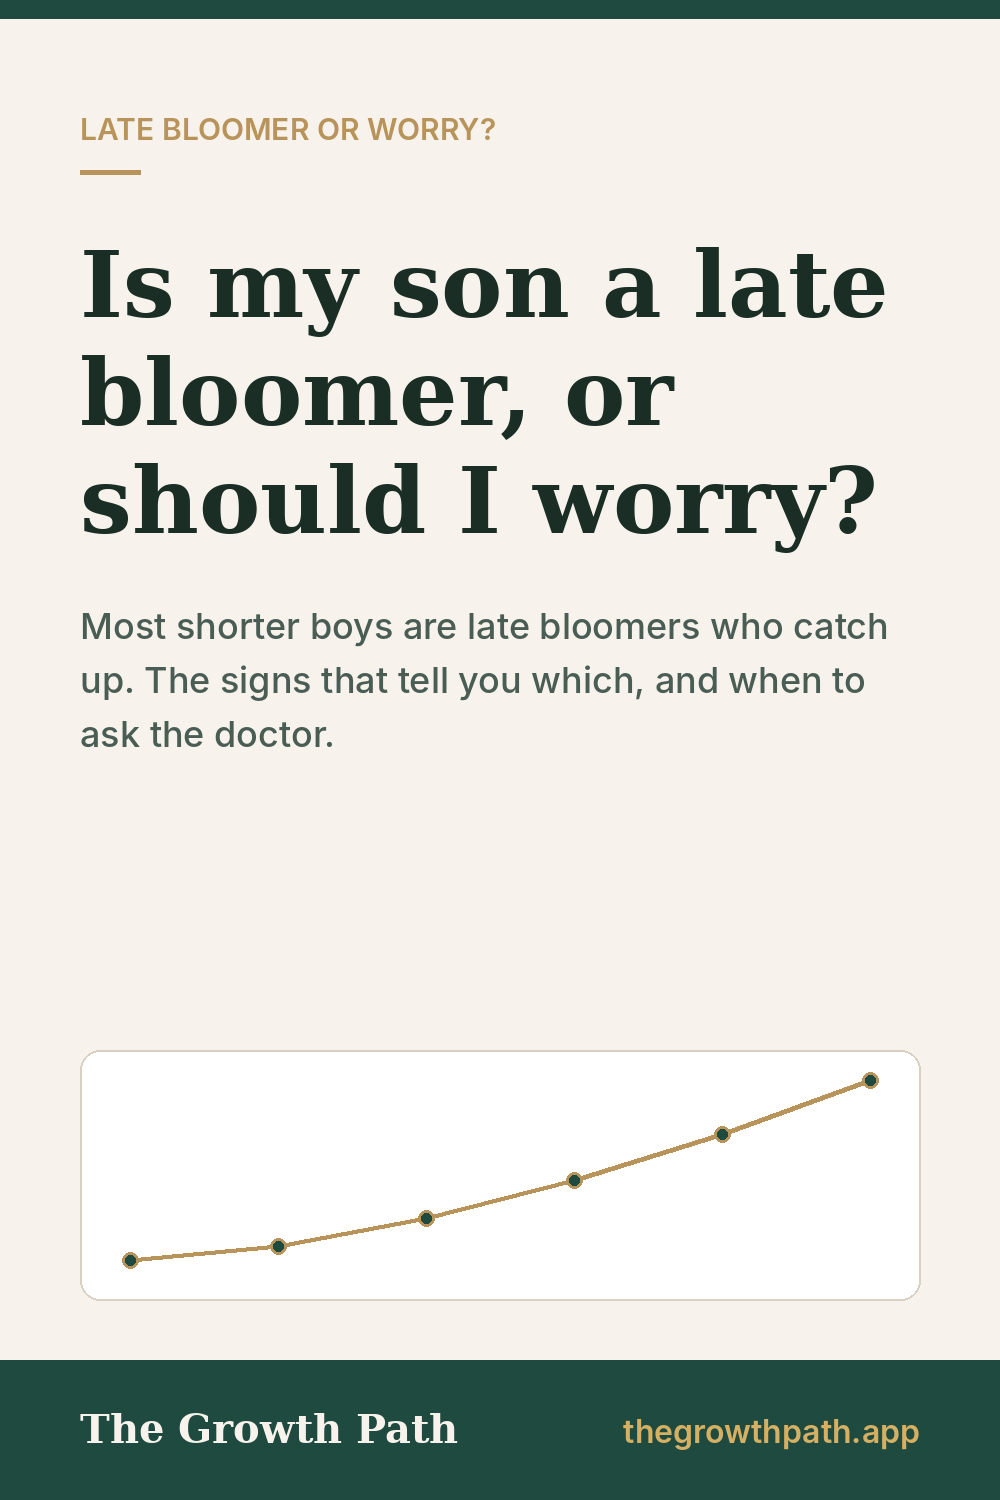 LATE BLOOMER OR WORRY?
Is my son a late
bloomer, or
should I worry?
Most shorter boys are late bloomers who catch
up. The signs that tell you which, and when to
ask the doctor.
The Growth Path
thegrowthpath.app